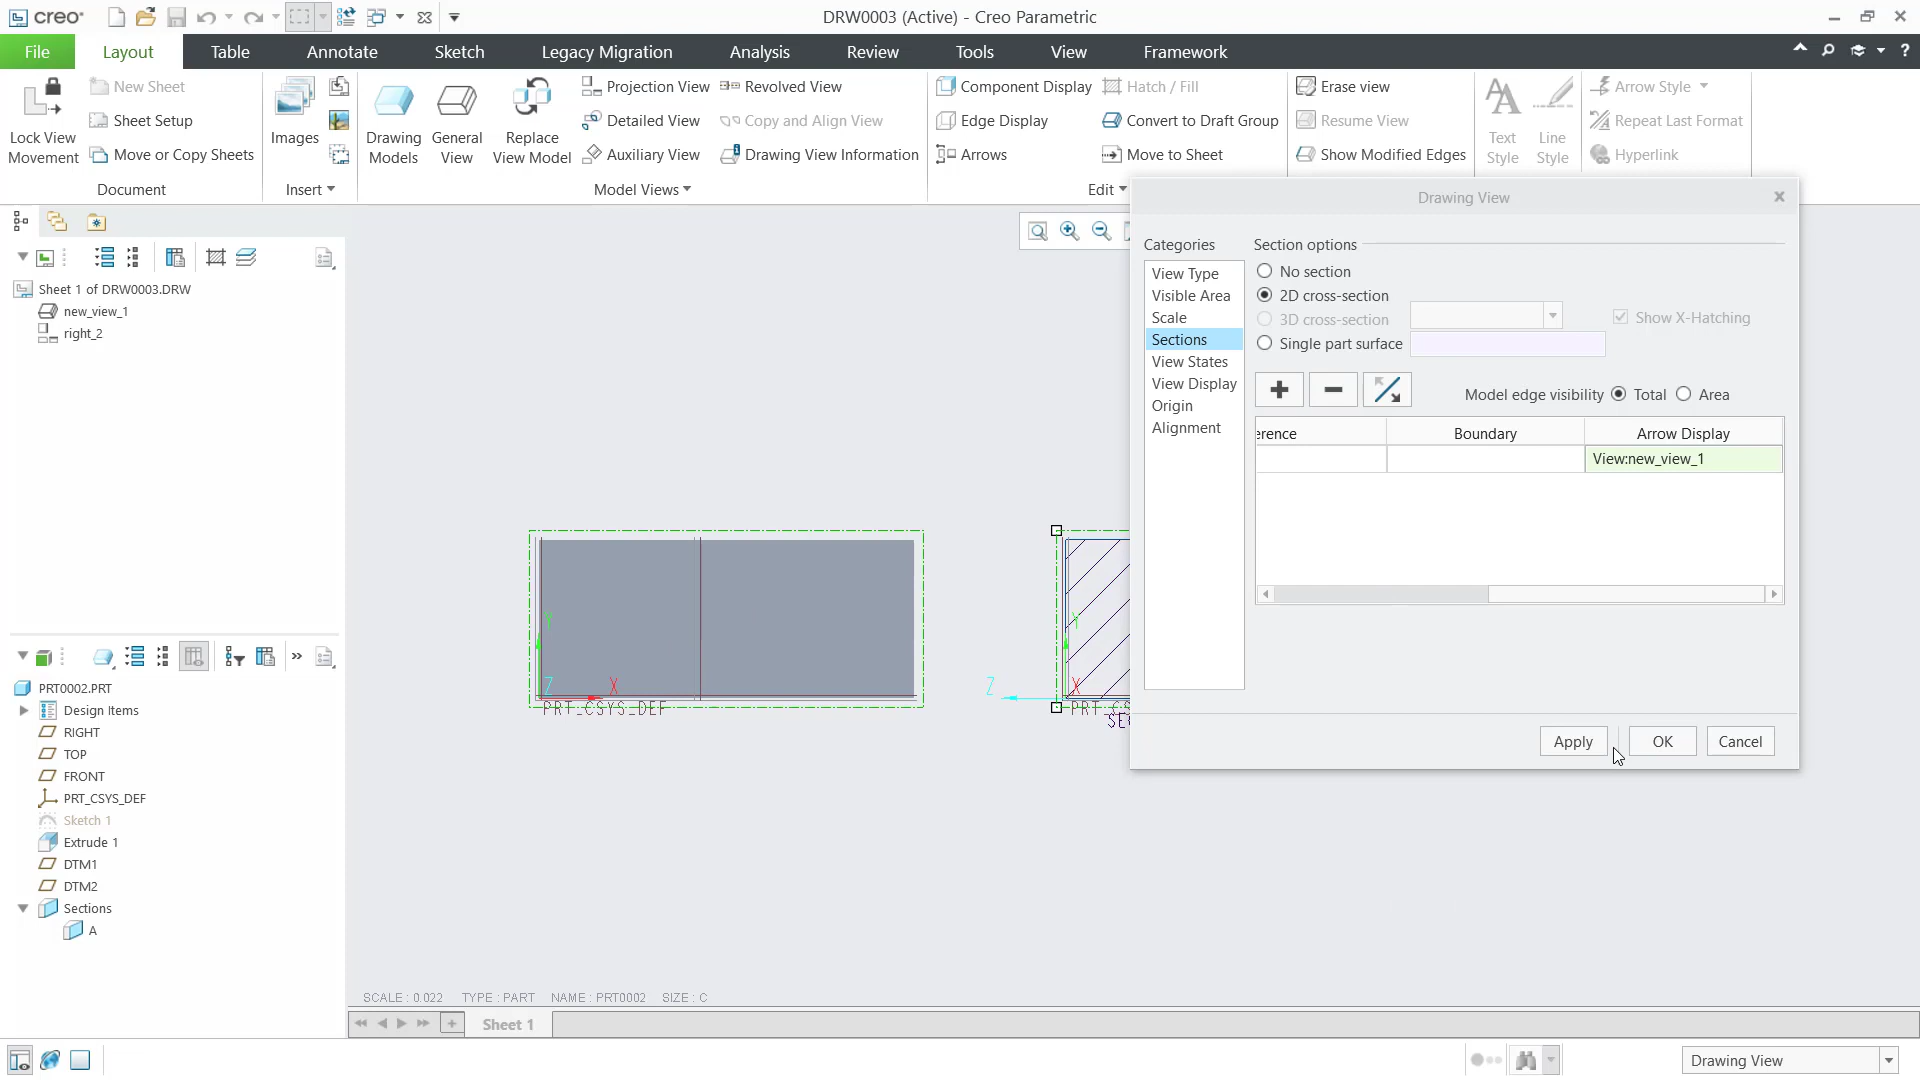 creo®
DRW0003 (Active) - Creo Parametric
File
Layout
Table
Annotate
Sketch
Legacy Migration
Analysis
Review
Tools
View
Framework
Lock View
Movement
New Sheet
Sheet Setup
Move or Copy Sheets
Document
Images
Insert
Drawing
Models
General
View
Replace
View Model
Projection View
Detailed View
Auxiliary View
Revolved View
Copy and Align View
Drawing View Information
Model Views
Component Display
Edge Display
Arrows
Hatch / Fill
Convert to Draft Group
Move to Sheet
Edit
Erase view
Resume View
Show Modified Edges
Text
Style
Line
Style
Arrow Style
Repeat Last Format
Hyperlink
Sheet 1 of DRW0003.DRW
new_view_1
right_2
PRT0002.PRT
Design Items
RIGHT
TOP
FRONT
PRT_CSYS_DEF
Sketch 1
Extrude 1
DTM1
DTM2
Sections
A
Y
Z
X
PRT_CSYS_DEF
Y
Z
X
PRT_CS
SEC
Drawing View
Categories
View Type
Visible Area
Scale
Sections
View States
View Display
Origin
Alignment
Section options
No section
2D cross-section
3D cross-section
Show X-Hatching
Single part surface
Model edge visibility
Total
Area
erence
Boundary
Arrow Display
View:new_view_1
Apply
OK
Cancel
SCALE : 0.022 TYPE : PART NAME : PRT0002 SIZE : C
Sheet 1
Drawing View